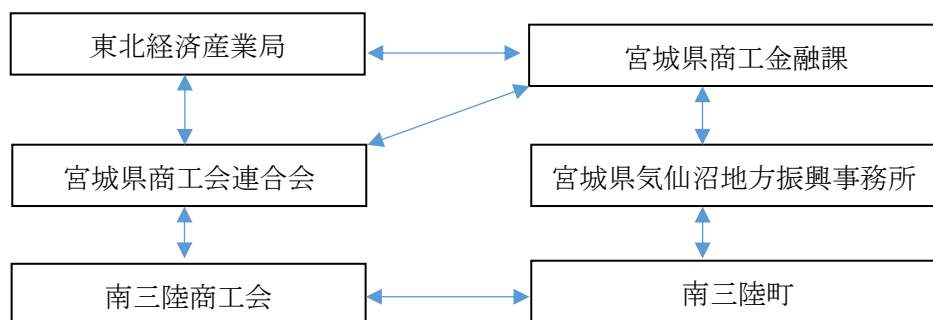 東北経済産業局
宮城県商工金融課
宮城県商工会連合会
宮城県気仙沼地方振興事務所
南三陸商工会
南三陸町